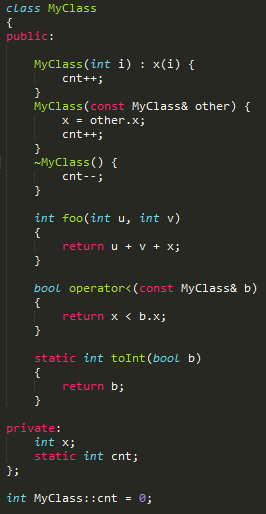 class MyClass
{
public:
    MyClass(int i) : x(i) {
        cnt++;
    }
    MyClass(const MyClass& other) {
        x = other.x;
        cnt++;
    }
    ~MyClass() {
        cnt--;
    }
    int foo(int u, int v)
    {
        return u + v + x;
    }
    bool operator<(const MyClass& b)
    {
        return x < b.x;
    }
    static int toInt(bool b)
    {
        return b;
    }
private:
    int x;
    static int cnt;
};
int MyClass::cnt = 0;